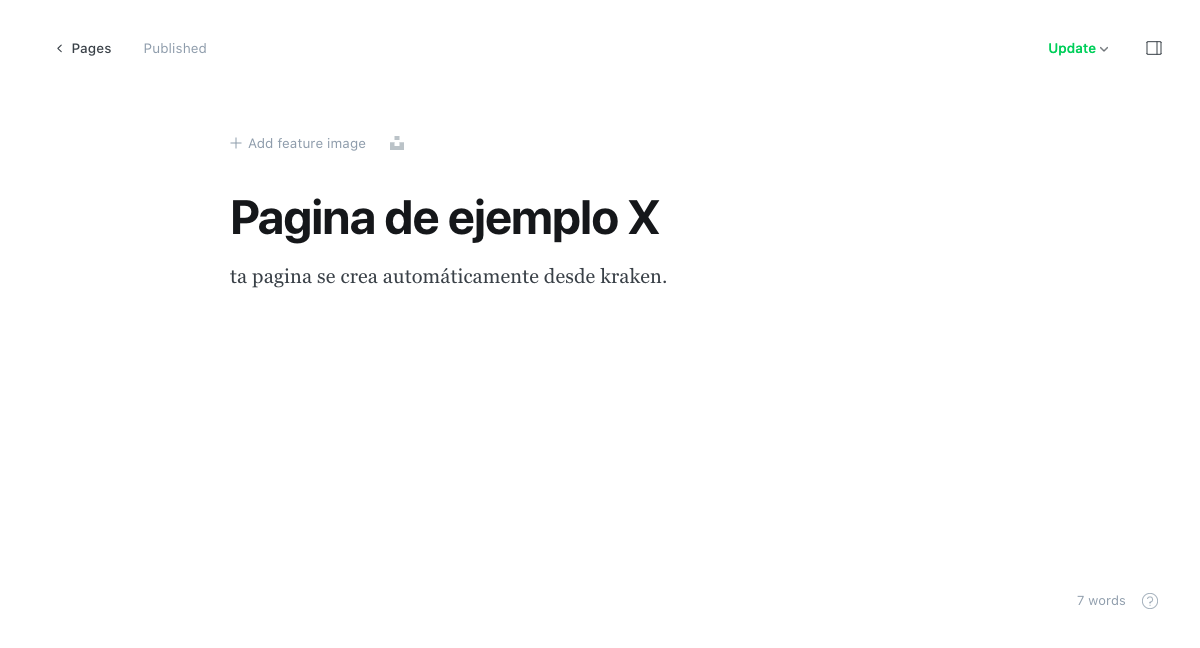 Pages
Published
Update
Add feature image
Pagina de ejemplo X
ta pagina se crea automáticamente desde kraken.
7 words
?